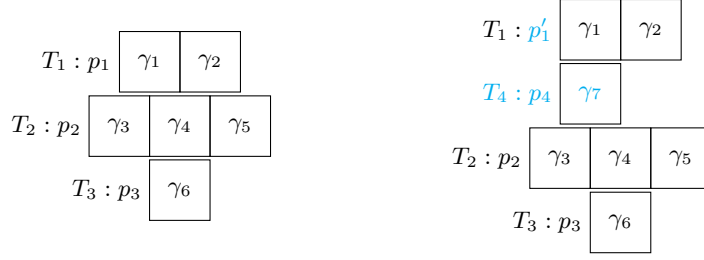 T₁ : p₁ γ₁ γ₂
T₂ : p₂ γ₃ γ₄ γ₅
T₃ : p₃ γ₆
T₁ : p′₁ γ₁ γ₂
T₄ : p₄ γ₇
T₂ : p₂ γ₃ γ₄ γ₅
T₃ : p₃ γ₆